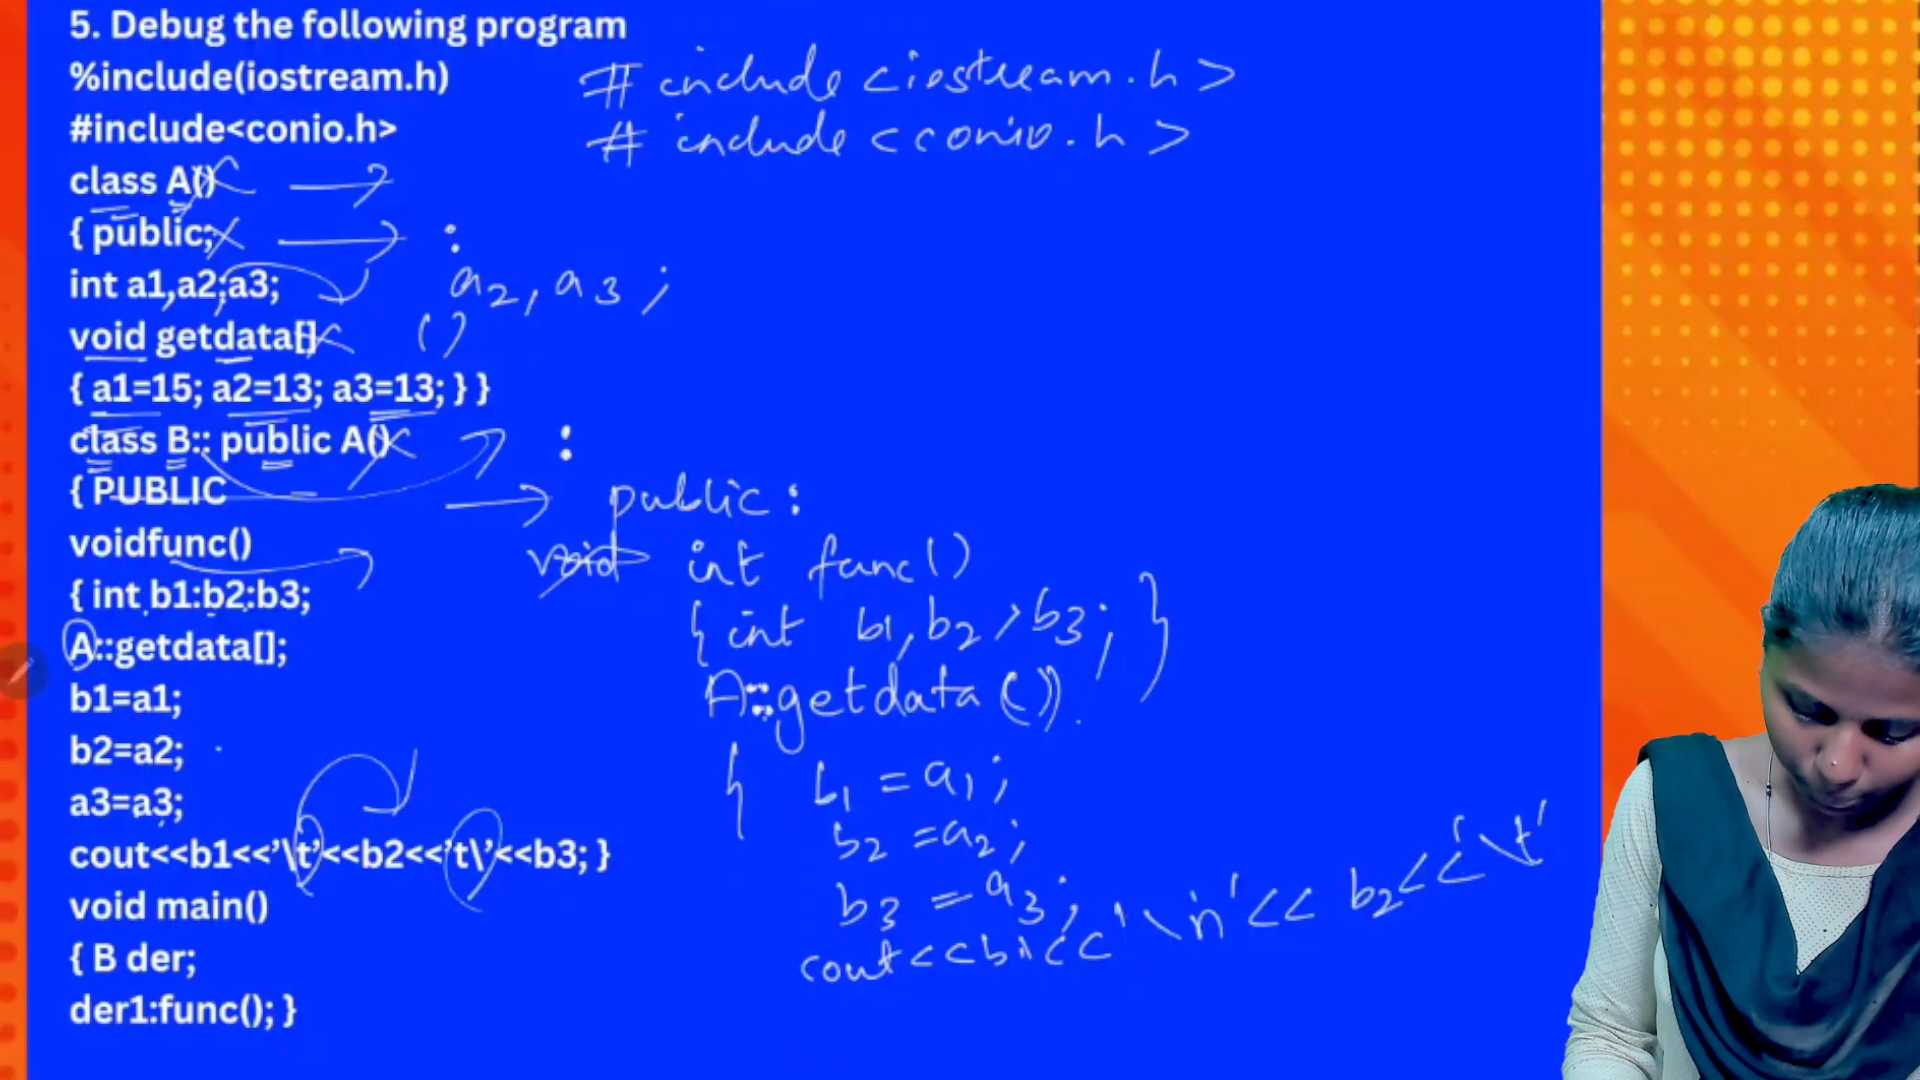 5. Debug the following program
%include(iostream.h)
# include <iostream.h>
#include<conio.h>
# include <conio.h>
class A()
{ public;
:
int a1,a2;a3;
a2, a3 ;
void getdata[]
()
{ a1=15; a2=13; a3=13; } }
class B:: public A()
:
{ PUBLIC
public :
voidfunc()
void int func()
{ int b1:b2:b3;
{ int b1, b2, b3; }
A::getdata[];
A::getdata ()
b1=a1;
{ b1 = a1;
b2=a2;
b2 = a2;
a3=a3;
b3 = a3;
cout<<b1<<'\t'<<b2<<'t\'<<b3; }
cout<<b1<<'\n'<< b2<<'\t'
void main()
{ B der;
der1:func(); }